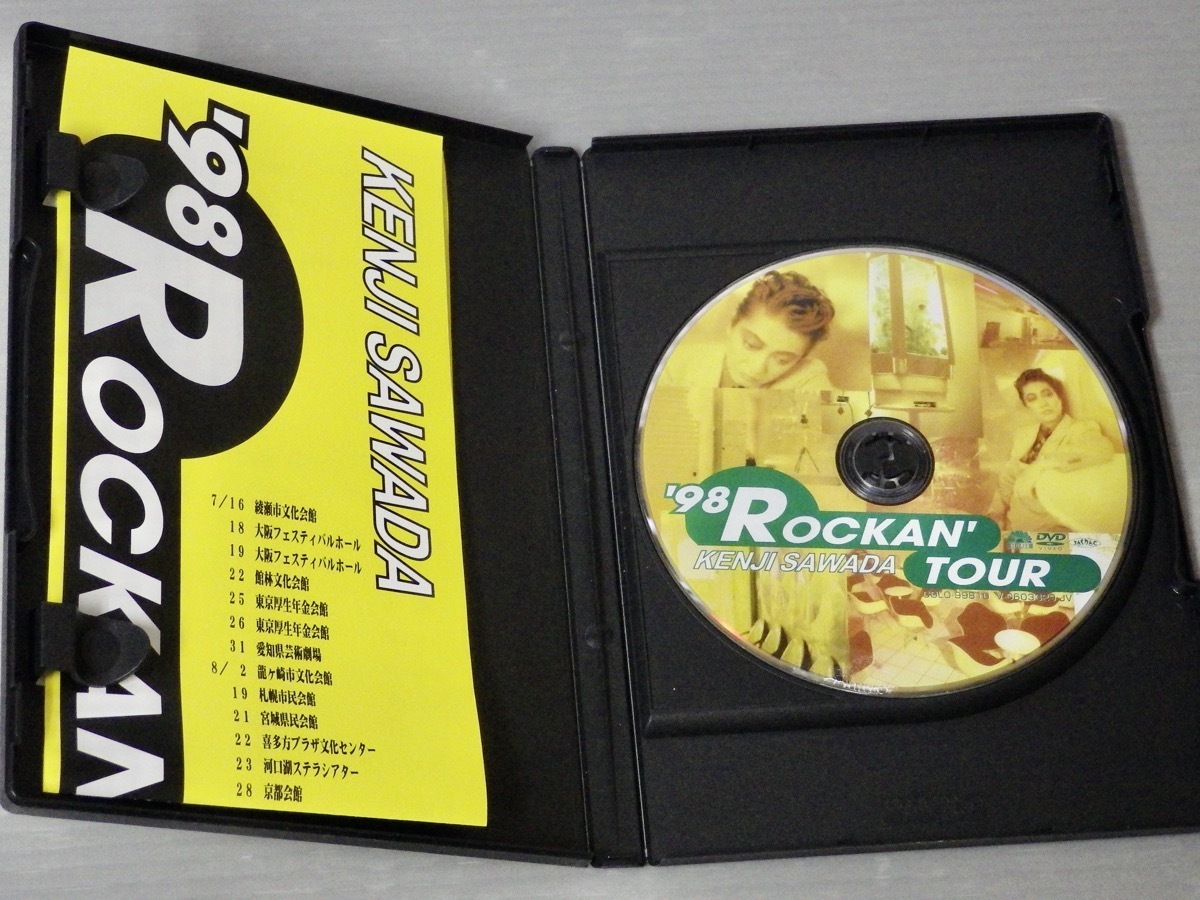 '98 ROCKAN
KENJI SAWADA
7/16 綾瀬市文化会館
18 大阪フェスティバルホール
19 大阪フェスティバルホール
22 館林文化会館
25 東京厚生年金会館
26 東京厚生年金会館
31 愛知県芸術劇場
8/ 2 龍ヶ崎市文化会館
19 札幌市民会館
21 宮城県民会館
22 喜多方プラザ文化センター
23 河口湖ステラシアター
28 京都会館
'98 ROCKAN'
KENJI SAWADA TOUR
DVD
VIDEO